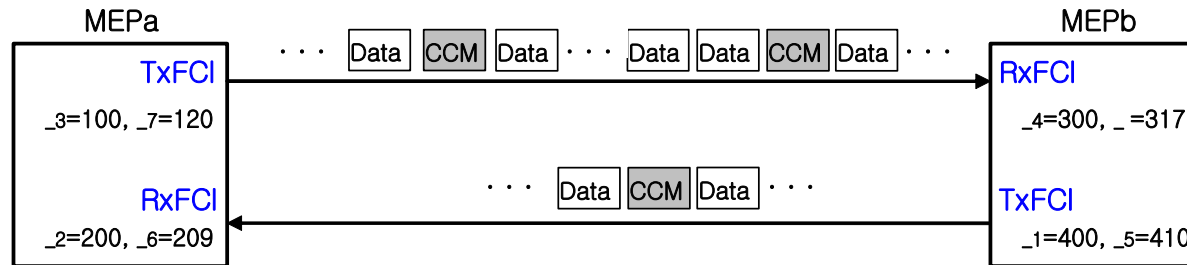 MEPa
MEPb
· · · Data CCM Data · · · Data Data CCM Data · · ·
TxFCl
RxFCl
_3=100, _7=120
_4=300, _ =317
· · · Data CCM Data · · ·
RxFCl
TxFCl
_2=200, _6=209
_1=400, _5=410